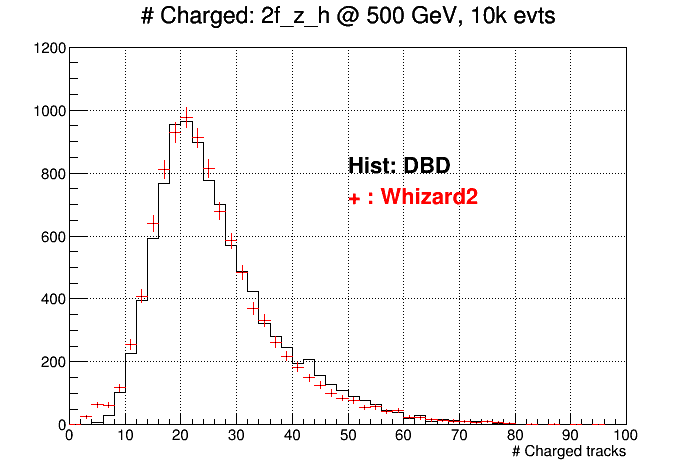 # Charged: 2f_z_h @ 500 GeV, 10k evts
1200
1000
800
600
400
200
0
Hist: DBD
+ : Whizard2
0 10 20 30 40 50 60 70 80 90 100
# Charged tracks